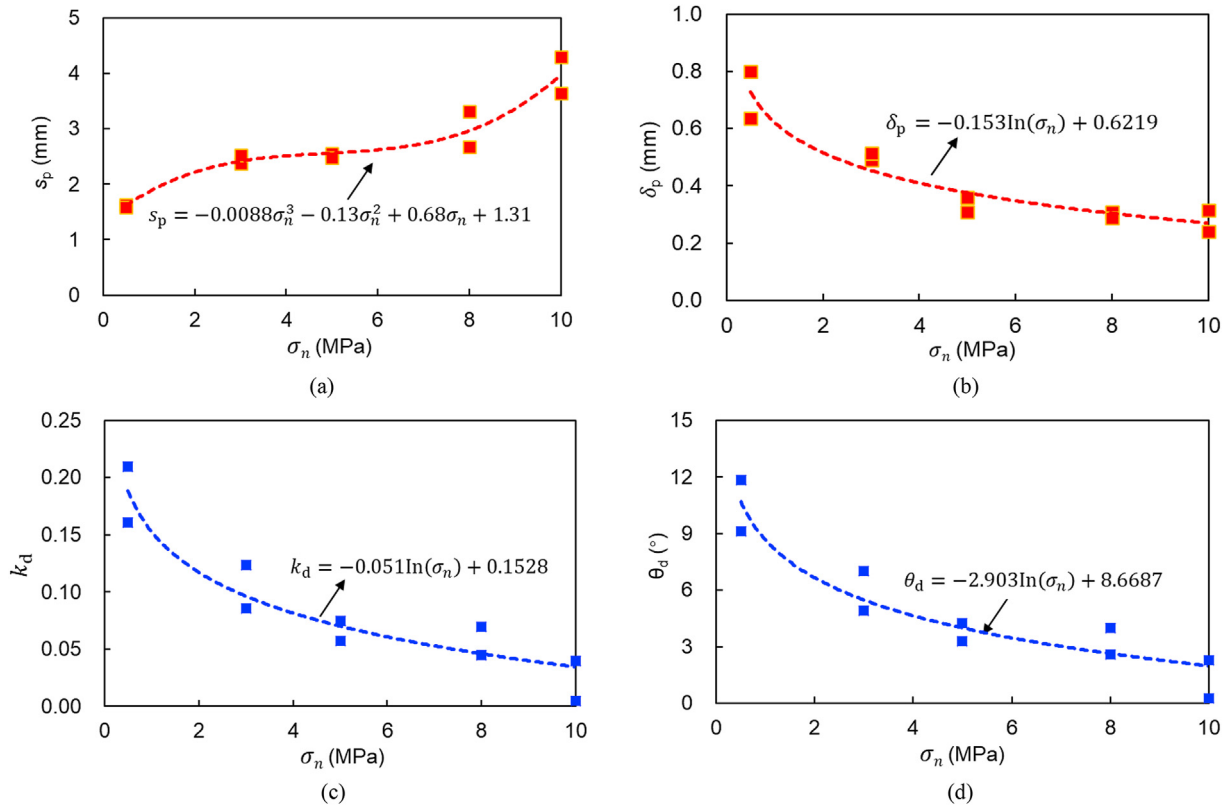 5
4
3
2
1
0
s_p (mm)
s_p = −0.0088σ_n^3 − 0.13σ_n^2 + 0.68σ_n + 1.31
0 2 4 6 8 10
σ_n (MPa)
(a)
1.0
0.8
0.6
0.4
0.2
0.0
δ_p (mm)
δ_p = −0.153In(σ_n) + 0.6219
0 2 4 6 8 10
σ_n (MPa)
(b)
0.25
0.20
0.15
0.10
0.05
0.00
k_d
k_d = −0.051In(σ_n) + 0.1528
0 2 4 6 8 10
σ_n (MPa)
(c)
15
12
9
6
3
0
θ_d (°)
θ_d = −2.903In(σ_n) + 8.6687
0 2 4 6 8 10
σ_n (MPa)
(d)